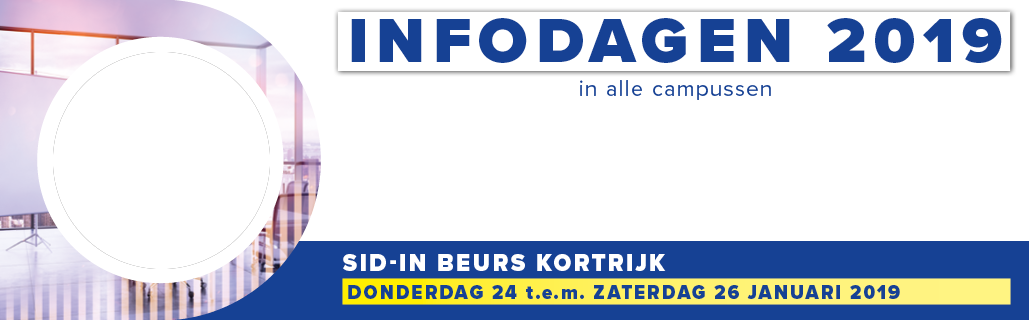 INFODAGEN 2019
in alle campussen
SID-IN BEURS KORTRIJK
DONDERDAG 24 t.e.m. ZATERDAG 26 JANUARI 2019